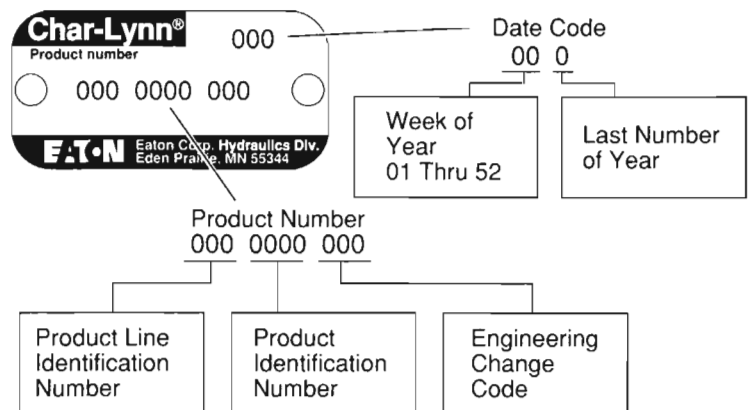 Char-Lynn®
000
Product number
000 0000 000
EATON Eaton Corp. Hydraulics Div.
Eden Prairie, MN 55344
Date Code
00 0
Week of
Year
01 Thru 52
Last Number
of Year
Product Number
000 0000 000
Product Line
Identification
Number
Product
Identification
Number
Engineering
Change
Code